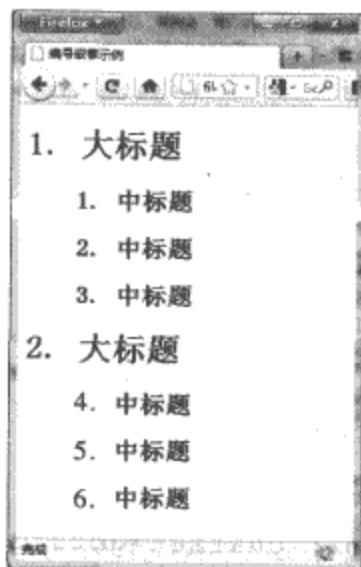 Firefox
编号嵌套示例
1. 大标题
1. 中标题
2. 中标题
3. 中标题
2. 大标题
4. 中标题
5. 中标题
6. 中标题
完成